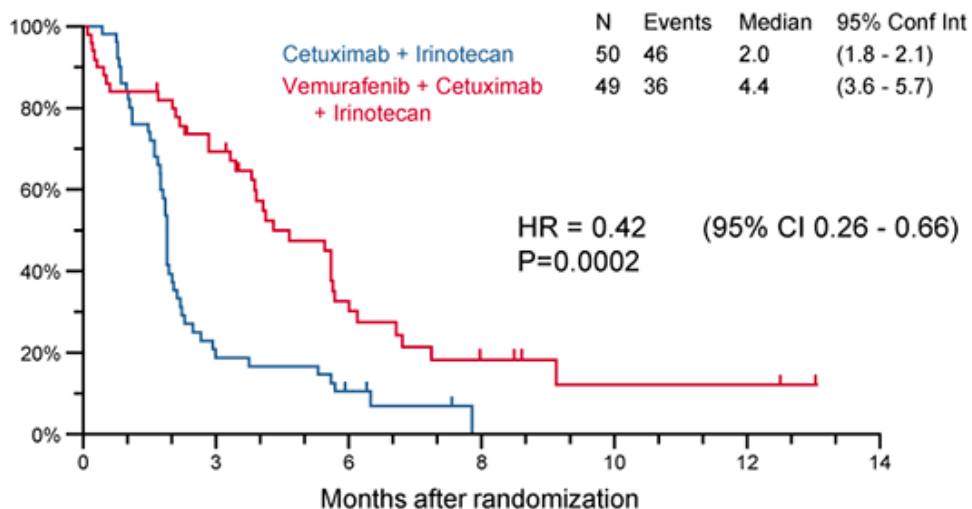 N Events Median 95% Conf Int
Cetuximab + Irinotecan 50 46 2.0 (1.8 - 2.1)
Vemurafenib + Cetuximab 49 36 4.4 (3.6 - 5.7)
+ Irinotecan
HR = 0.42 (95% CI 0.26 - 0.66)
P=0.0002
100%
80%
60%
40%
20%
0%
0 3 6 8 12 14
Months after randomization